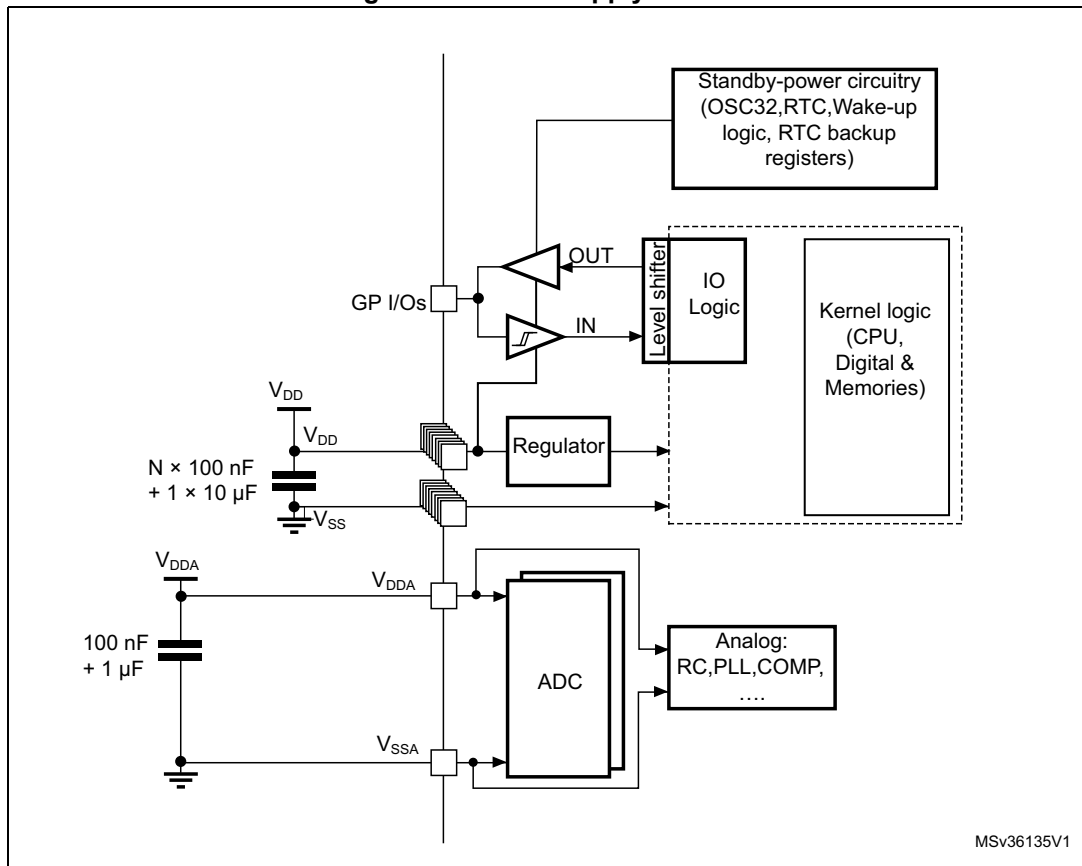 Standby-power circuitry
(OSC32,RTC,Wake-up
logic, RTC backup
registers)
OUT
Level shifter
IO
Logic
Kernel logic
(CPU,
Digital &
Memories)
GP I/Os
IN
VDD
VDD
Regulator
N × 100 nF
+ 1 × 10 µF
VSS
VDDA
VDDA
100 nF
+ 1 µF
ADC
Analog:
RC,PLL,COMP,
....
VSSA
MSv36135V1